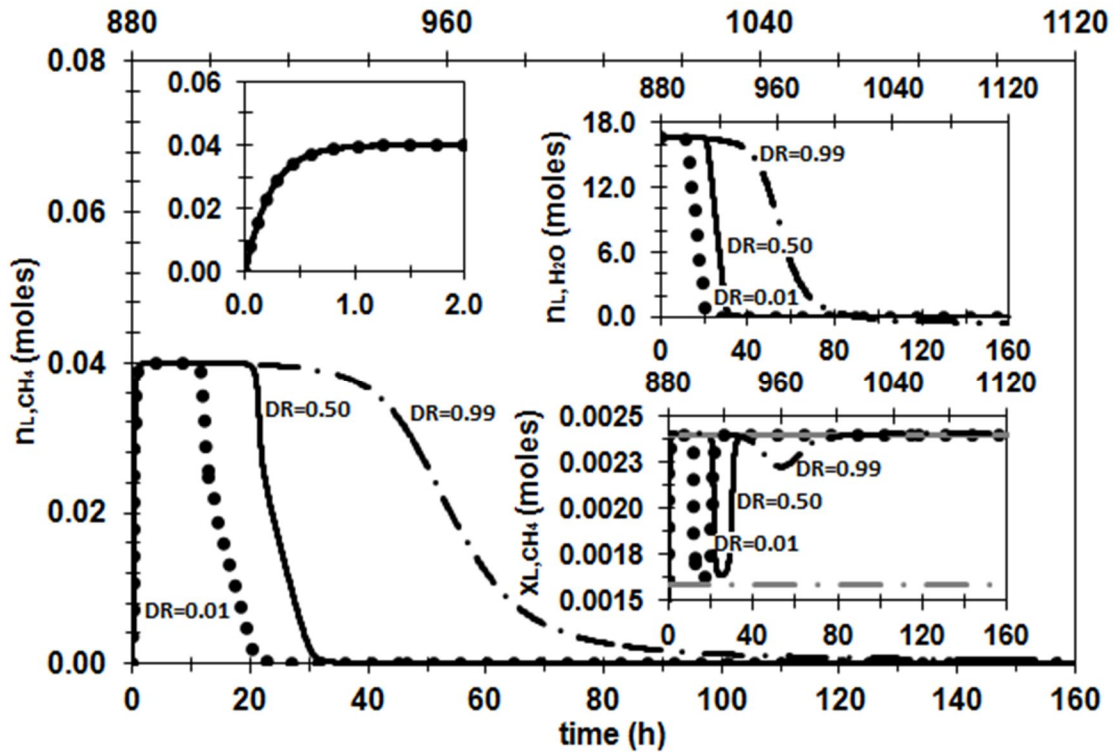 880 960 1040 1120
0.08
0.06
0.04
0.02
0.00
nL,CH4 (moles)
0 20 40 60 80 100 120 140 160
time (h)
DR=0.01
DR=0.50
DR=0.99
0.06
0.04
0.02
0.00
0.0 1.0 2.0
880 960 1040 1120
18.0
12.0
6.0
0.0
nL,H2O (moles)
DR=0.99
DR=0.50
DR=0.01
0 40 80 120 160
880 960 1040 1120
0.0025
0.0023
0.0020
0.0018
0.0015
XL,CH4 (moles)
DR=0.99
DR=0.50
DR=0.01
0 40 80 120 160